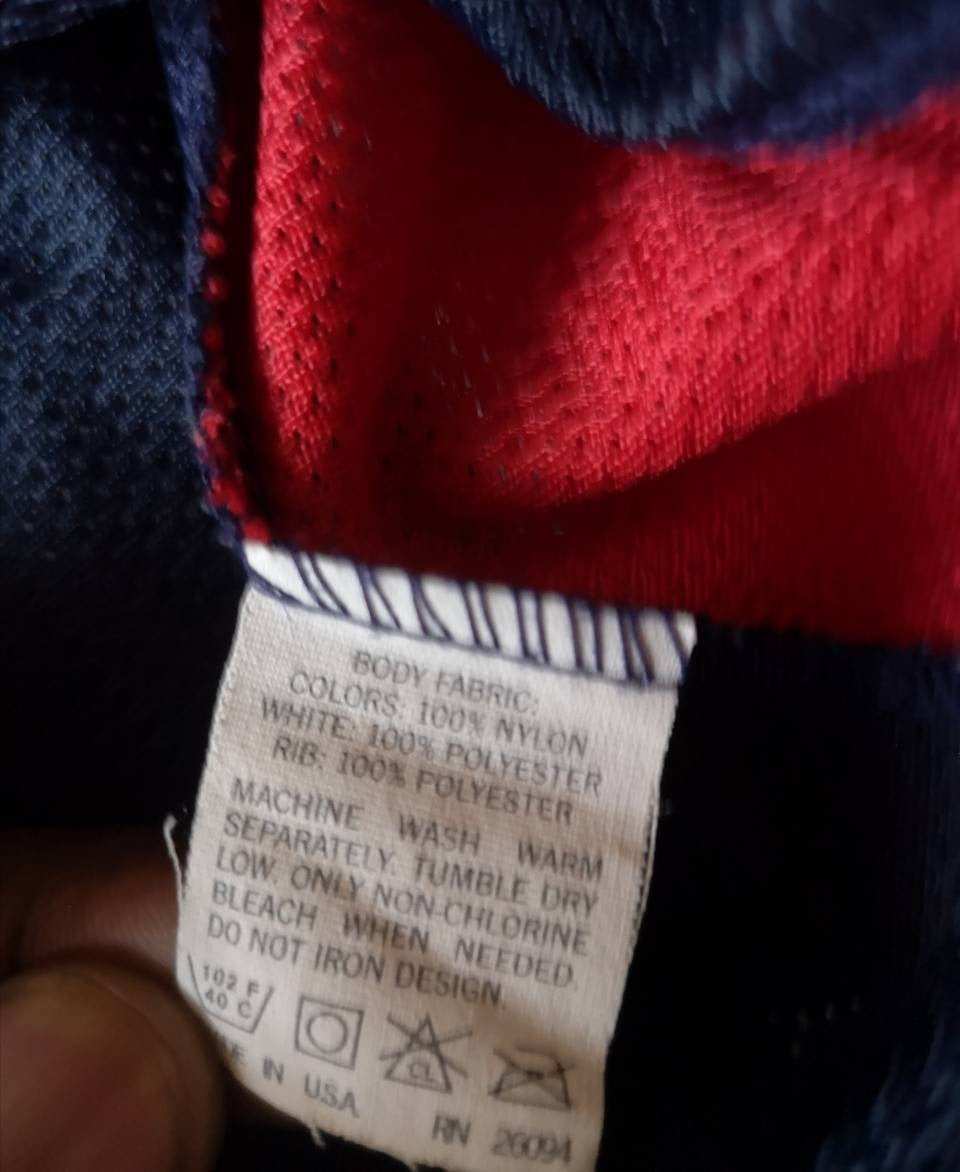 BODY FABRIC:
COLORS: 100% NYLON
WHITE: 100% POLYESTER
RIB: 100% POLYESTER
MACHINE WASH WARM
SEPARATELY. TUMBLE DRY
LOW. ONLY NON-CHLORINE
BLEACH WHEN NEEDED.
DO NOT IRON DESIGN.
102 F
40 C
CL
E IN USA
RN 26094